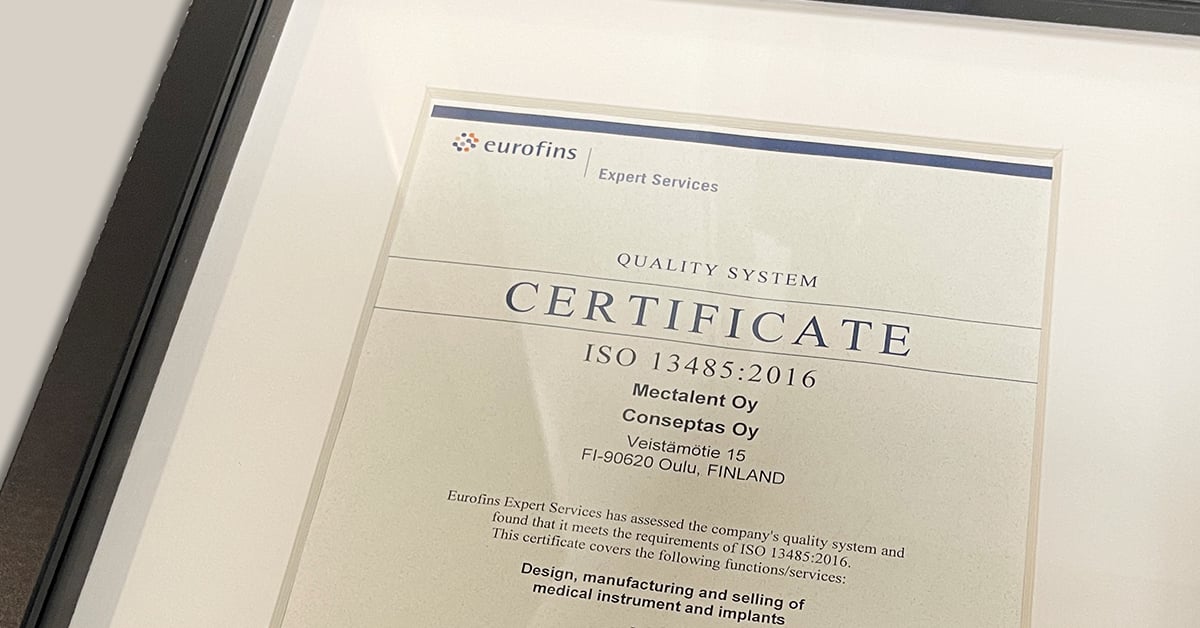 eurofins
Expert Services
QUALITY SYSTEM
CERTIFICATE
ISO 13485:2016
Mectalent Oy
Conseptas Oy
Veistämötie 15
FI-90620 Oulu, FINLAND
Eurofins Expert Services has assessed the company's quality system and
found that it meets the requirements of ISO 13485:2016.
This certificate covers the following functions/services:
Design, manufacturing and selling of
medical instrument and implants